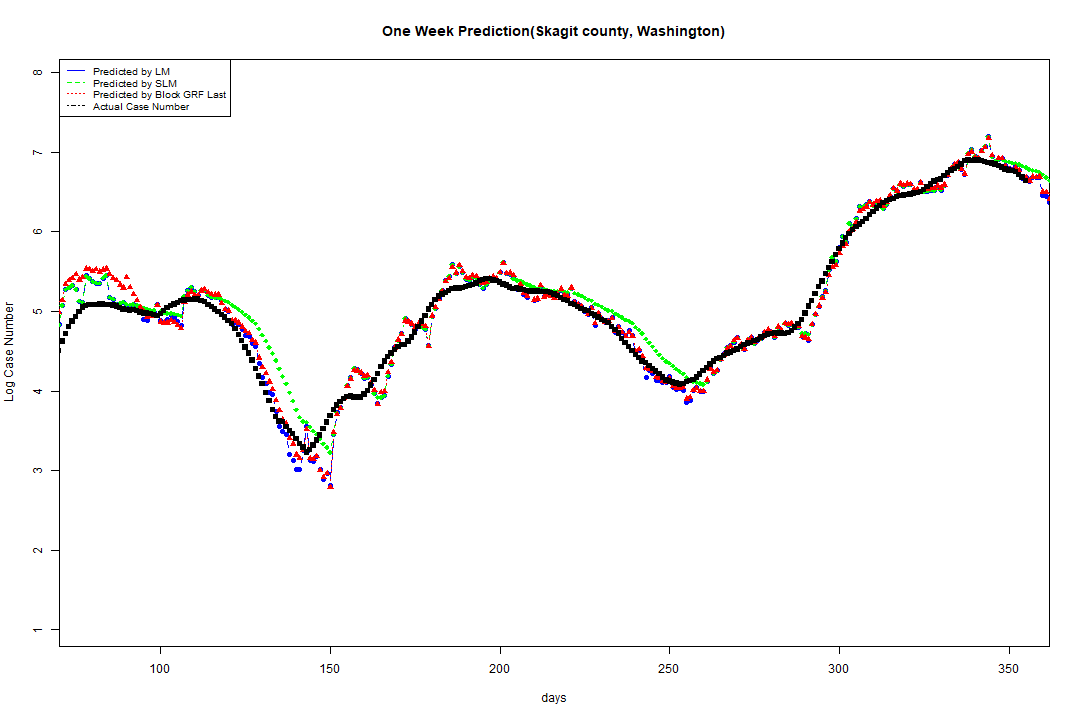 One Week Prediction(Skagit county, Washington)
Predicted by LM
Predicted by SLM
Predicted by Block GRF Last
Actual Case Number
Log Case Number
8
7
6
5
4
3
2
1
100
150
200
250
300
350
days